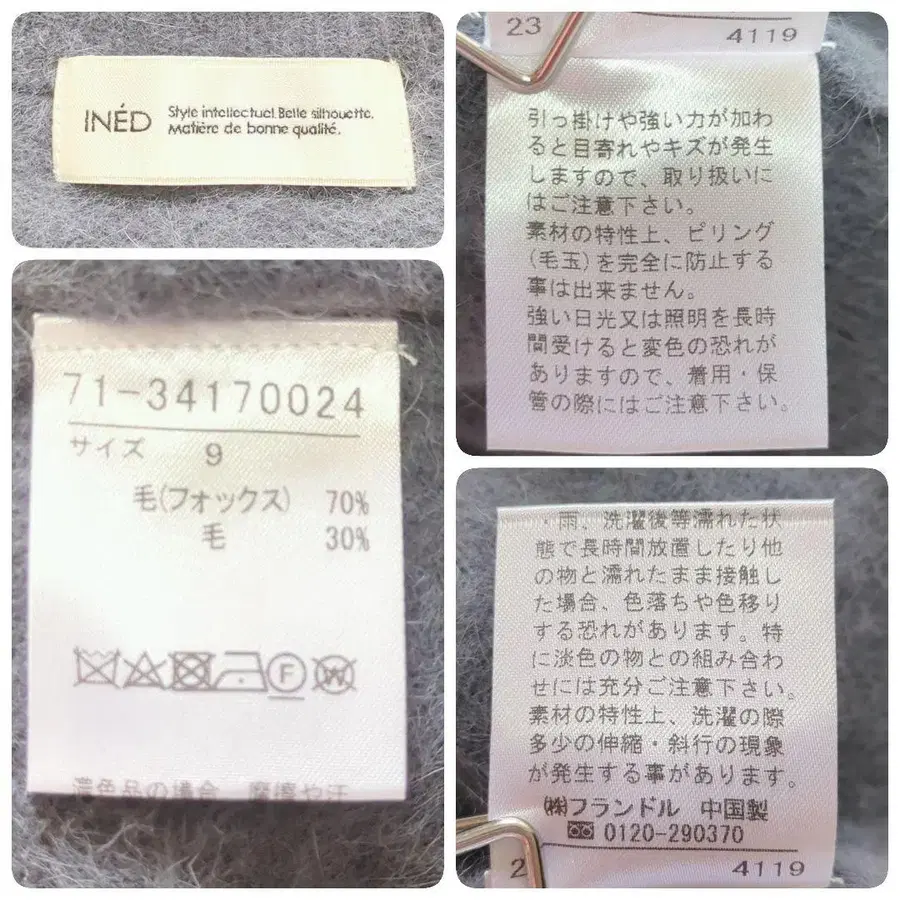 INÉD
Style intellectuel. Belle silhouette.
Matière de bonne qualité.
71-34170024
サイズ 9
毛(フォックス) 70%
毛 30%
F
W
濃色品の場合、摩擦や汗
23 4119
引っ掛けや強い力が加わ
ると目寄れやキズが発生
しますので、取り扱いに
はご注意下さい。
素材の特性上、ピリング
(毛玉)を完全に防止する
事は出来ません。
強い日光又は照明を長時
間受けると変色の恐れが
ありますので、着用・保
管の際にはご注意下さい。
・雨、洗濯後等濡れた状
態で長時間放置したり他
の物と濡れたまま接触し
た場合、色落ちや色移り
する恐れがあります。特
に淡色の物との組み合わ
せには充分ご注意下さい。
素材の特性上、洗濯の際
多少の伸縮・斜行の現象
が発生する事があります。
㈱フランドル 中国製
0120-290370
2 4119